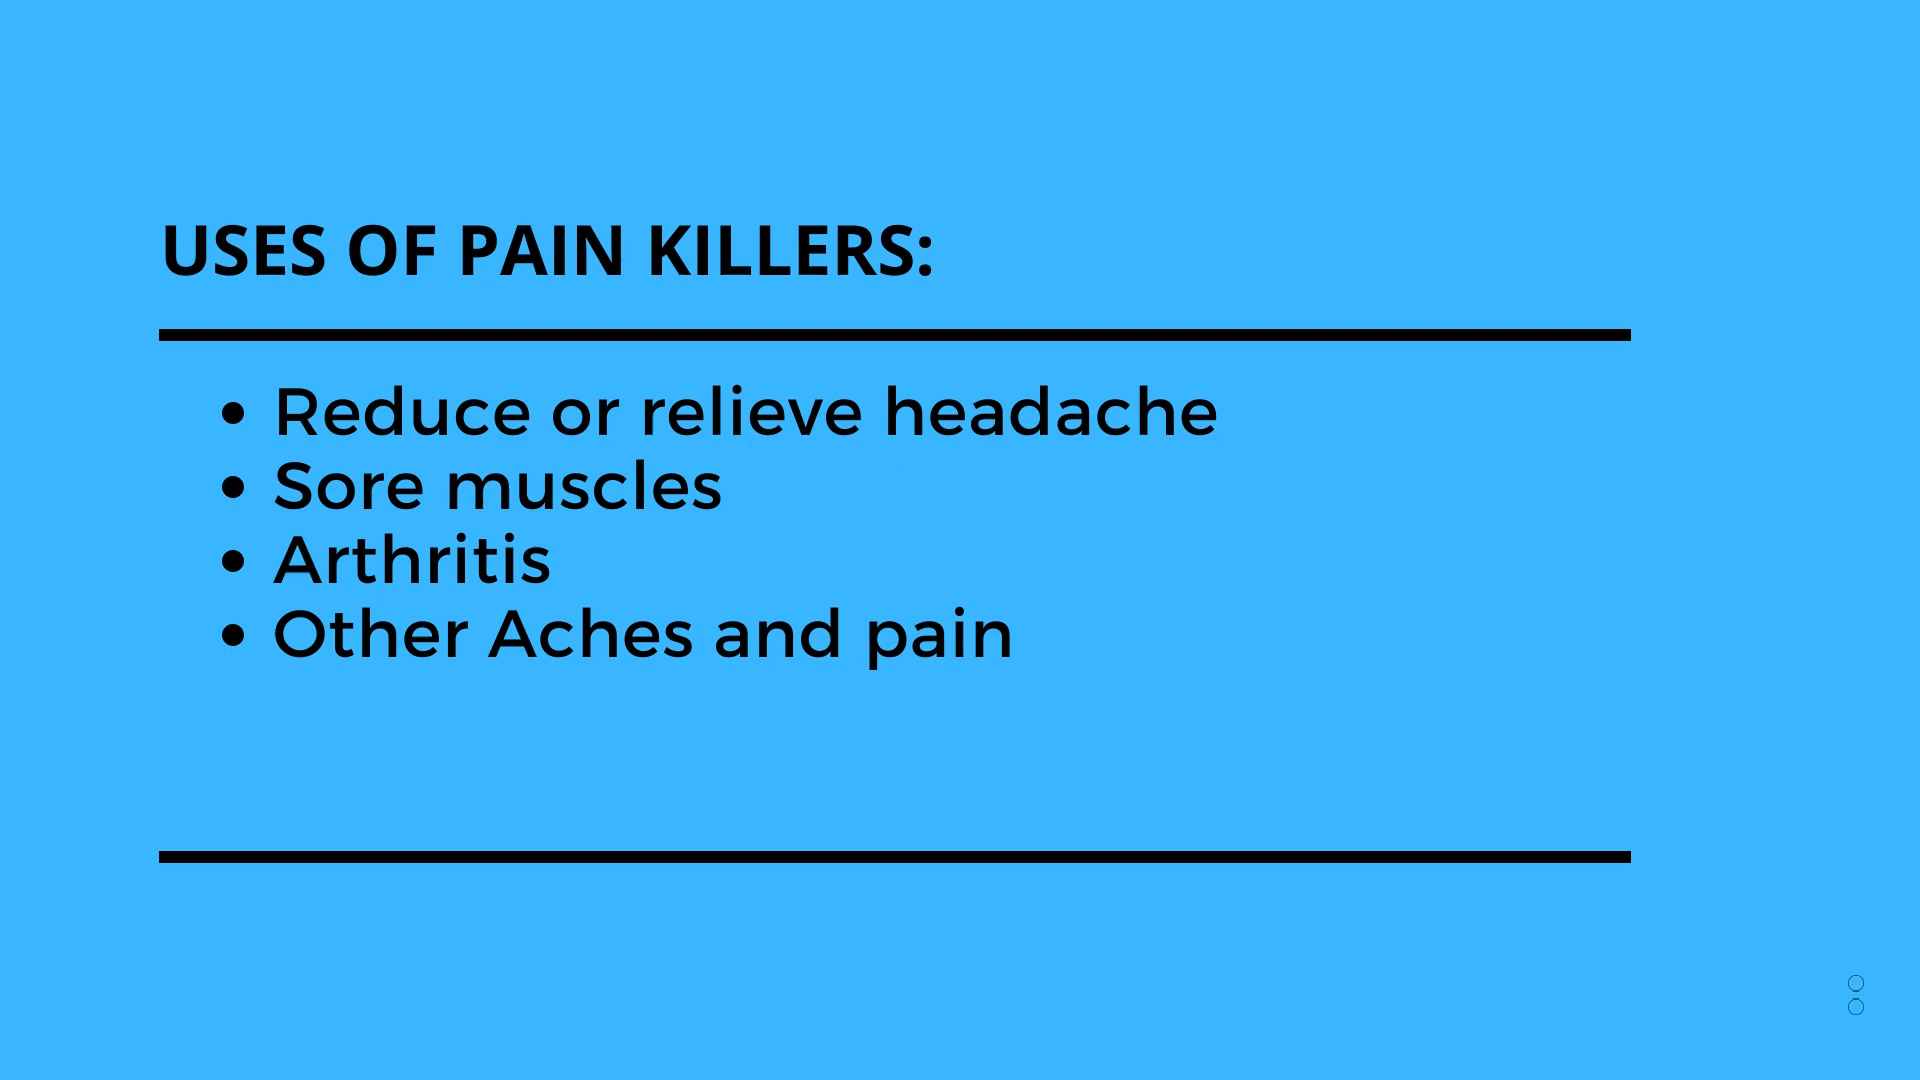 USES OF PAIN KILLERS:
• Reduce or relieve headache
• Sore muscles
• Arthritis
• Other Aches and pain